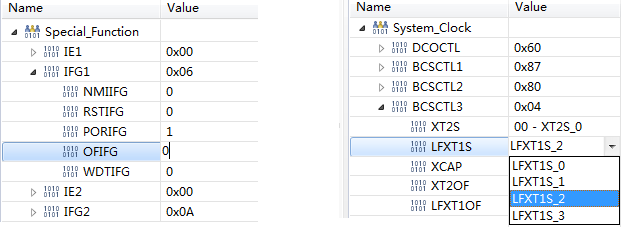 Name Value
Special_Function
IE1 0x00
IFG1 0x06
NMIIFG 0
RSTIFG 0
PORIFG 1
OFIFG 0
WDTIFG 0
IE2 0x00
IFG2 0x0A
Name Value
System_Clock
DCOCTL 0x60
BCSCTL1 0x87
BCSCTL2 0x80
BCSCTL3 0x04
XT2S 00 - XT2S_0
LFXT1S LFXT1S_2
XCAP LFXT1S_0
XT2OF LFXT1S_1
LFXT1OF LFXT1S_2
LFXT1S_3